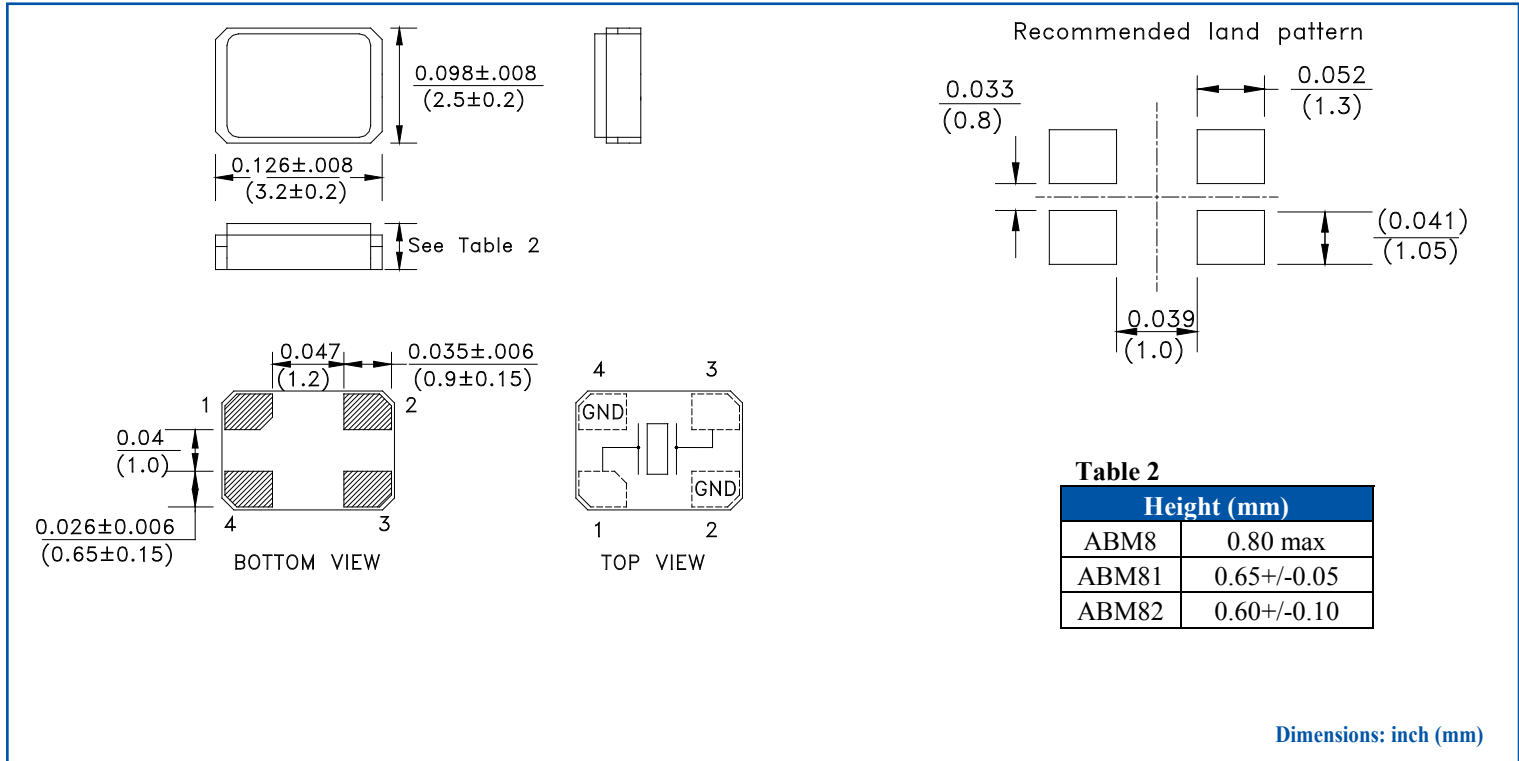 0.098±.008
(2.5±0.2)
0.126±.008
(3.2±0.2)
See Table 2
Recommended land pattern
0.033
(0.8)
0.052
(1.3)
(0.041)
(1.05)
0.039
(1.0)
0.047
(1.2)
0.035±.006
(0.9±0.15)
1
2
0.04
(1.0)
0.026±0.006
(0.65±0.15)
4
3
BOTTOM VIEW
4
3
GND
GND
1
2
TOP VIEW
Table 2
Height (mm)
ABM8 0.80 max
ABM81 0.65+/-0.05
ABM82 0.60+/-0.10
Dimensions: inch (mm)